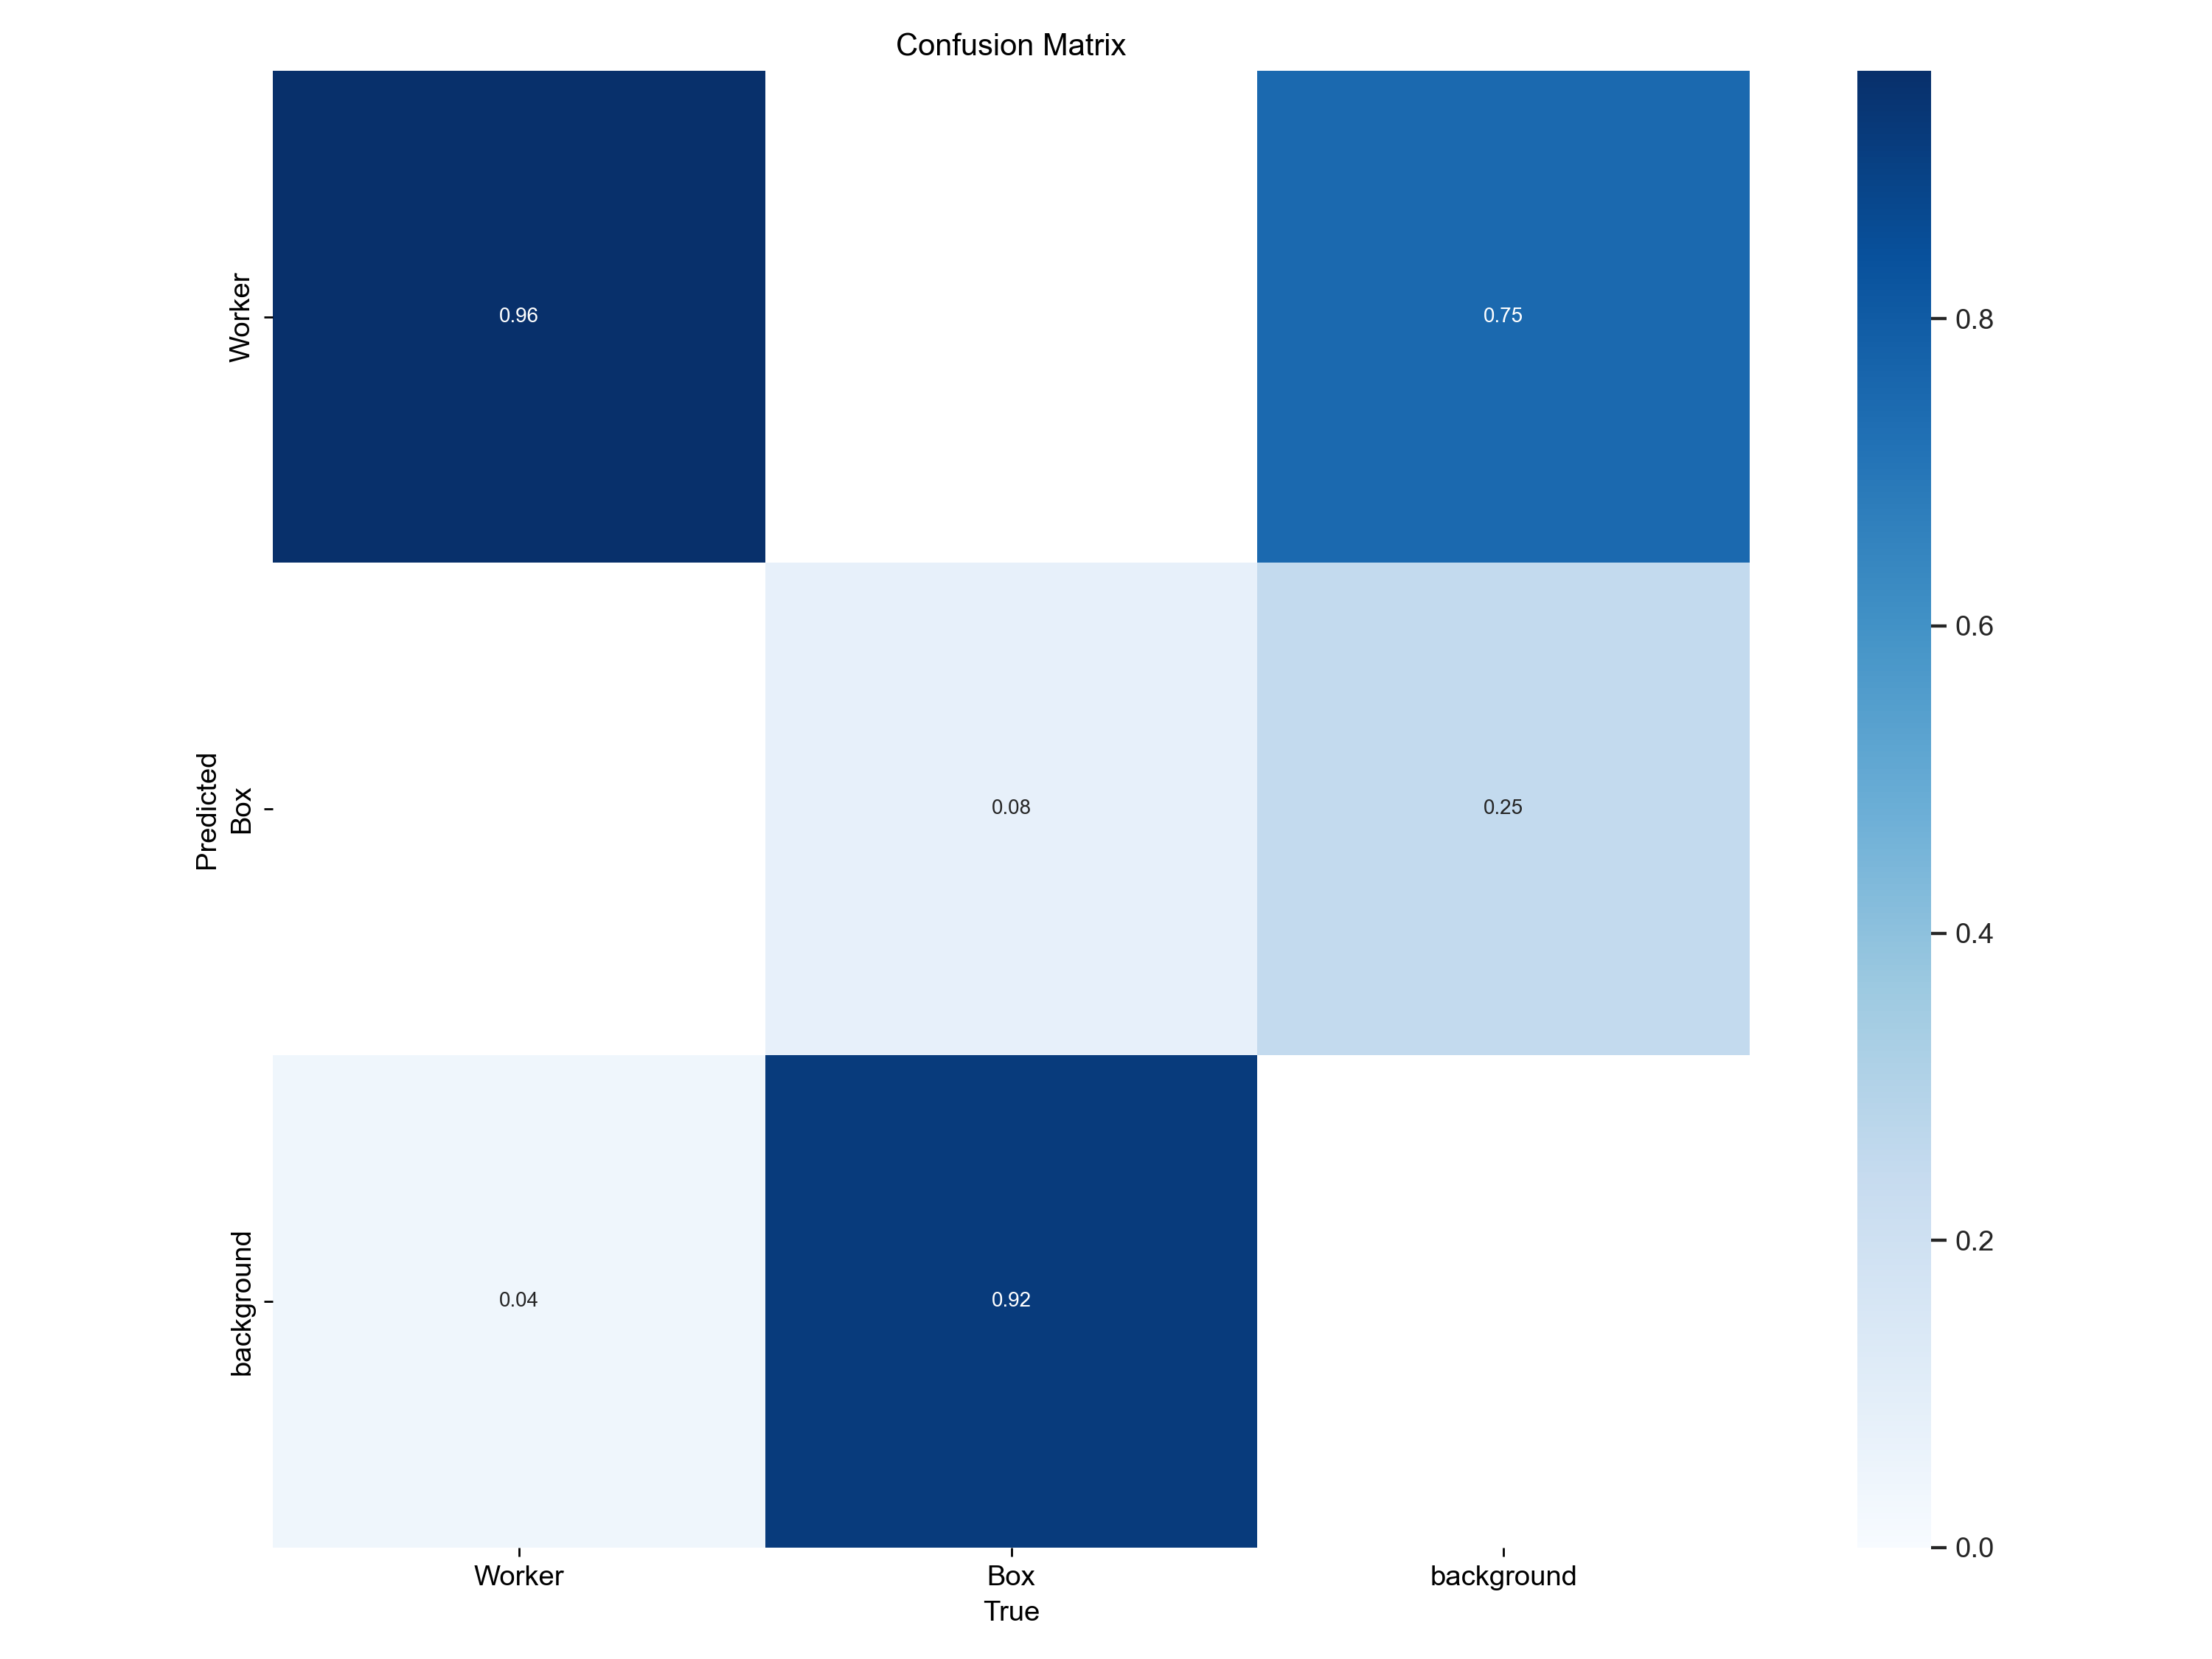 Confusion Matrix
Worker
0.96
0.75
0.8
0.6
Predicted
Box
0.08
0.25
0.4
background
0.04
0.92
0.2
0.0
Worker
Box
background
True